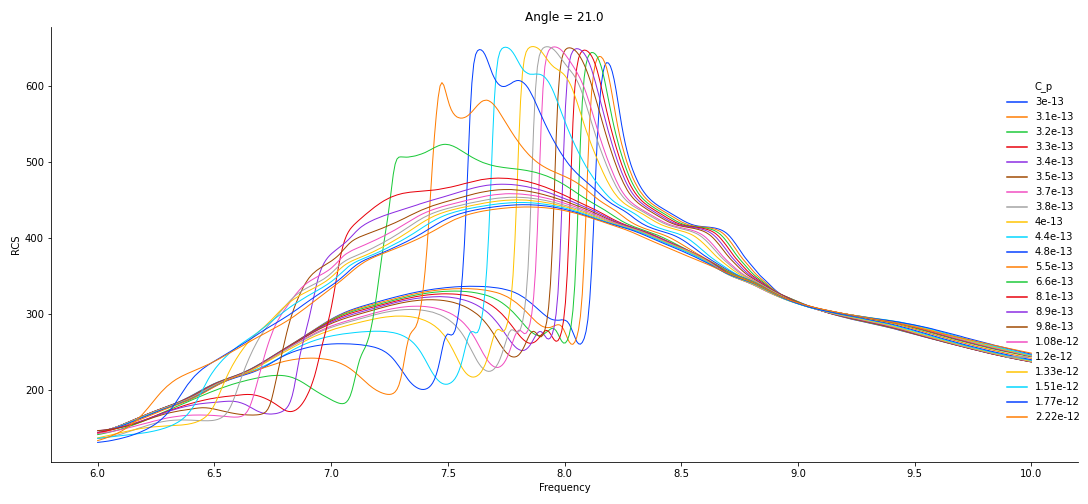 Angle = 21.0
RCS
600
500
400
300
200
6.0 6.5 7.0 7.5 8.0 8.5 9.0 9.5 10.0
Frequency
C_p
3e-13
3.1e-13
3.2e-13
3.3e-13
3.4e-13
3.5e-13
3.7e-13
3.8e-13
4e-13
4.4e-13
4.8e-13
5.5e-13
6.6e-13
8.1e-13
8.9e-13
9.8e-13
1.08e-12
1.2e-12
1.33e-12
1.51e-12
1.77e-12
2.22e-12